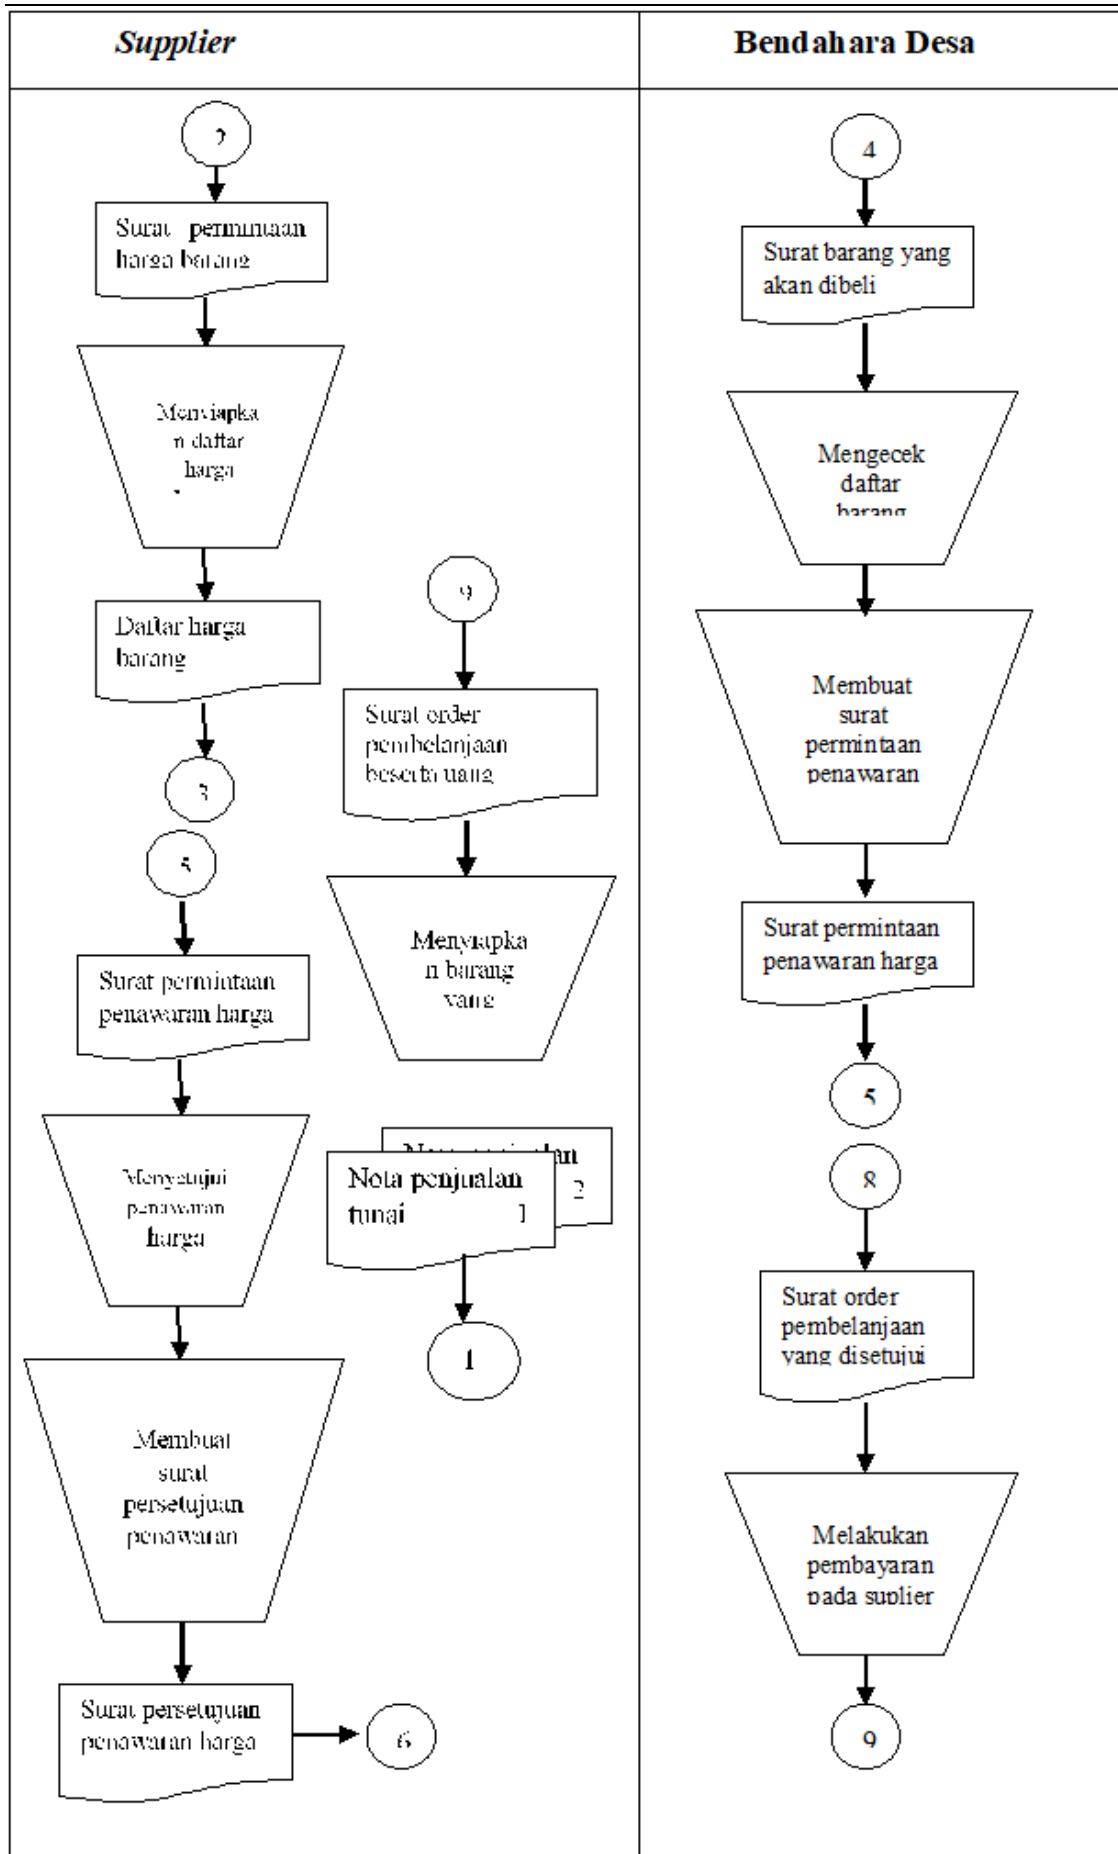 Supplier
Bendahara Desa
2
Surat permintaan
harga barang
Menyiapka
n daftar
harga
Daftar harga
barang
3
5
Surat permintaan
penawaran harga
Menyetujui
penawaran
harga
Membuat
surat
persetujuan
penawaran
Surat persetujuan
penawaran harga
6
9
Surat order
pembelanjaan
beserta uang
Menyiapka
n barang
yang
2
Nota penjualan
tunai 1
1
4
Surat barang yang
akan dibeli
Mengecek
daftar
barang
Membuat
surat
permintaan
penawaran
Surat permintaan
penawaran harga
5
8
Surat order
pembelanjaan
yang disetujui
Melakukan
pembayaran
pada suplier
9